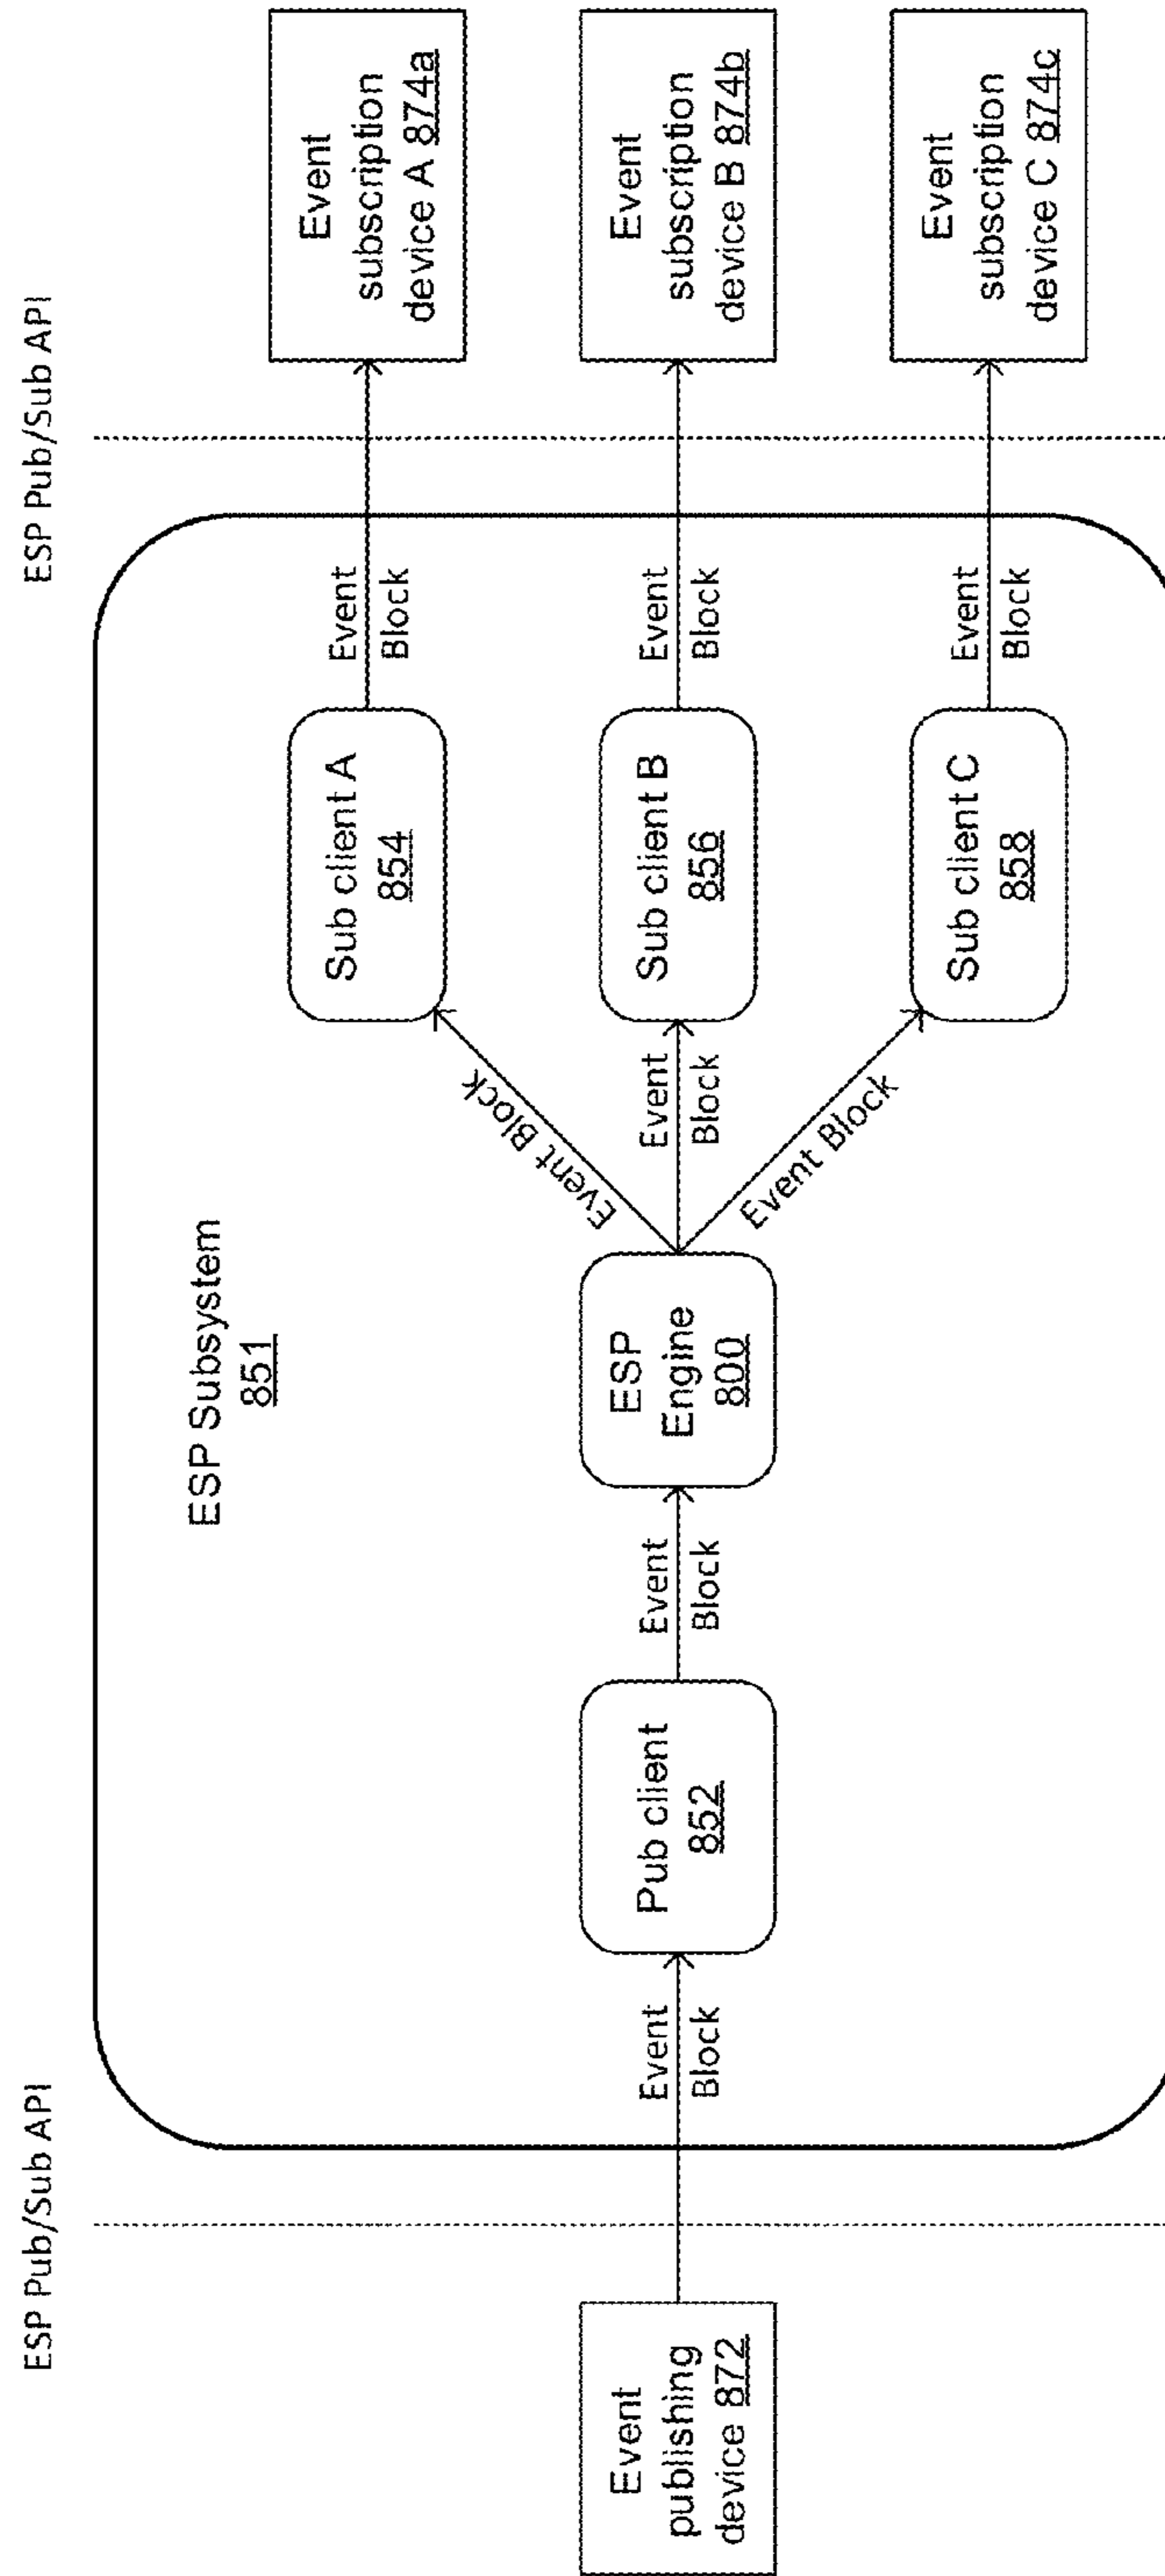 ESP Pub/Sub API
ESP Pub/Sub API
ESP Subsystem
851
Event
publishing
device 872
Event
Block
Pub client
852
Event
Block
ESP
Engine
800
Event Block
Event
Block
Event Block
Sub client A
854
Sub client B
856
Sub client C
858
Event
Block
Event
Block
Event
Block
Event
subscription
device A 874a
Event
subscription
device B 874b
Event
subscription
device C 874c